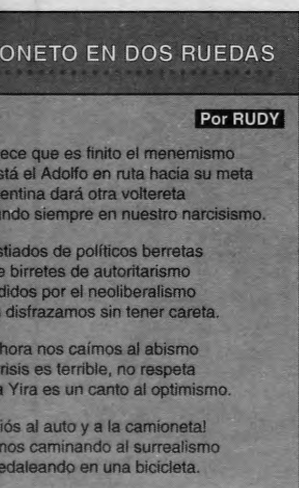 ONETO EN DOS RUEDAS
Por RUDY
ece que es finito el menemismo
stá el Adolfo en ruta hacia su meta
entina dará otra voltereta
ndo siempre en nuestro narcisismo.
stiados de políticos berretas
e birretes de autoritarismo
didos por el neoliberalismo
disfrazamos sin tener careta.
hora nos caímos al abismo
risis es terrible, no respeta
a Yira es un canto al optimismo.
iós al auto y a la camioneta!
nos caminando al surrealismo
edaleando en una bicicleta.